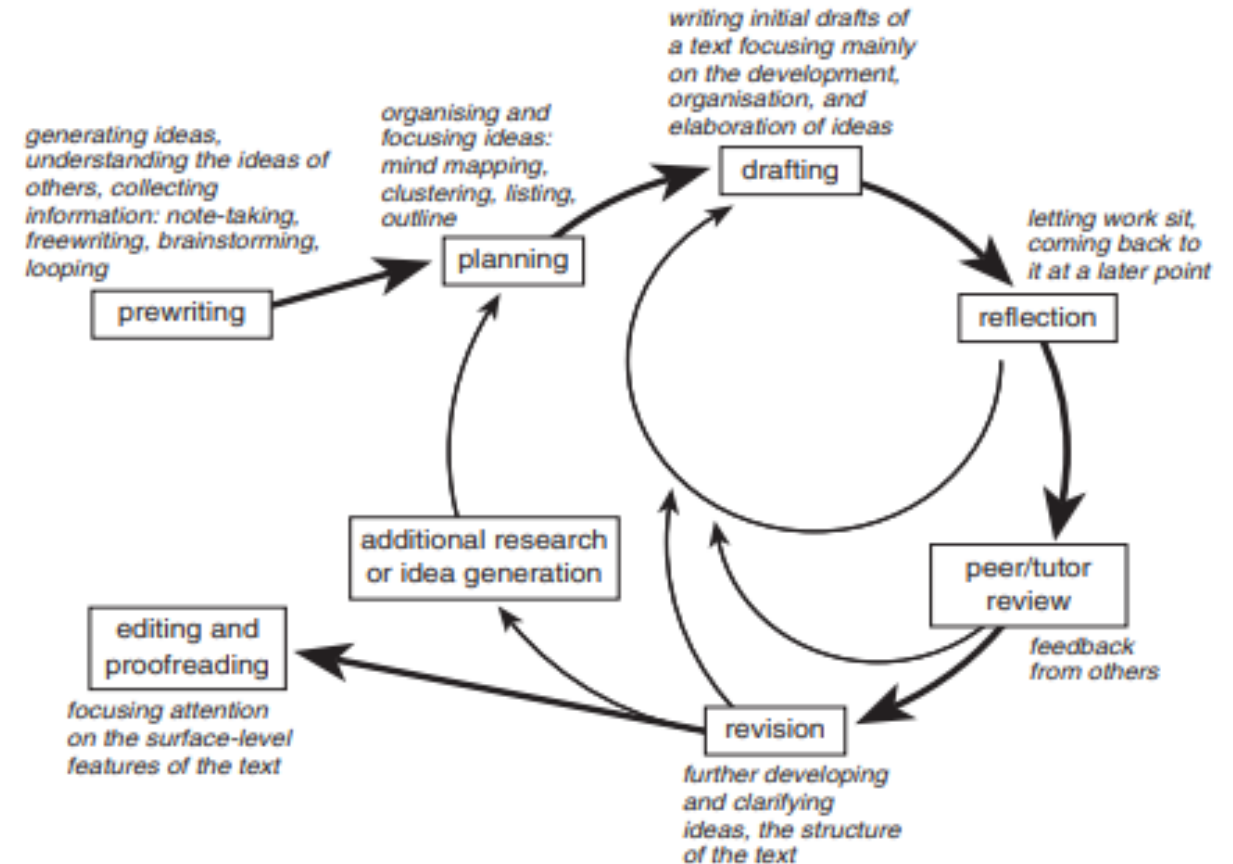 generating ideas,
understanding the ideas of
others, collecting
information: note-taking,
freewriting, brainstorming,
looping
prewriting
organising and
focusing ideas:
mind mapping,
clustering, listing,
outline
planning
writing initial drafts of
a text focusing mainly
on the development,
organisation, and
elaboration of ideas
drafting
letting work sit,
coming back to
it at a later point
reflection
peer/tutor
review
feedback
from others
revision
further developing
and clarifying
ideas, the structure
of the text
additional research
or idea generation
editing and
proofreading
focusing attention
on the surface-level
features of the text